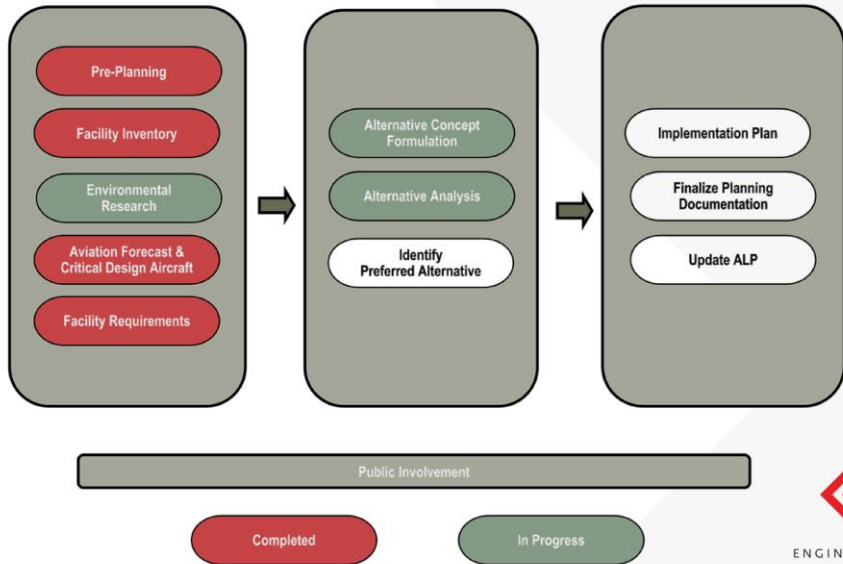 Pre-Planning
Facility Inventory
Environmental
Research
Aviation Forecast &
Critical Design Aircraft
Facility Requirements
Alternative Concept
Formulation
Alternative Analysis
Identify
Preferred Alternative
Implementation Plan
Finalize Planning
Documentation
Update ALP
Public Involvement
Completed
In Progress
ENGIN